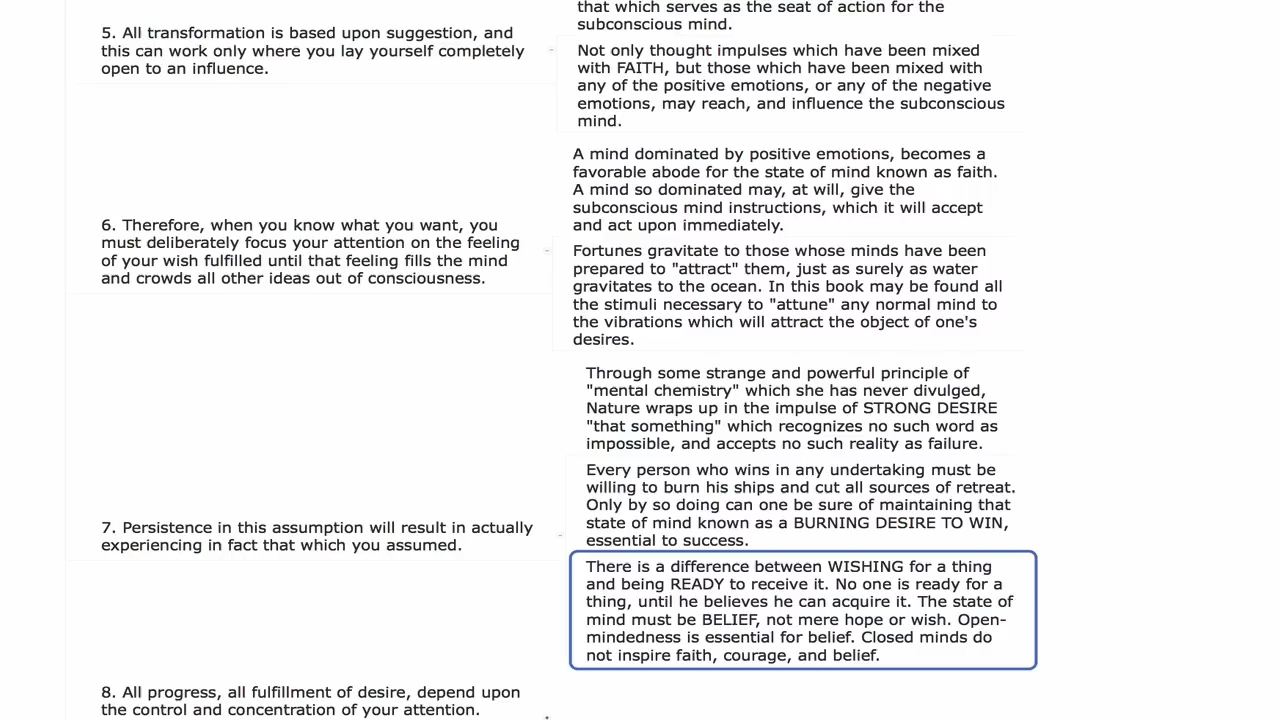 that which serves as the seat of action for the
subconscious mind.
5. All transformation is based upon suggestion, and
this can work only where you lay yourself completely
open to an influence.
Not only thought impulses which have been mixed
with FAITH, but those which have been mixed with
any of the positive emotions, or any of the negative
emotions, may reach, and influence the subconscious
mind.
A mind dominated by positive emotions, becomes a
favorable abode for the state of mind known as faith.
A mind so dominated may, at will, give the
subconscious mind instructions, which it will accept
and act upon immediately.
6. Therefore, when you know what you want, you
must deliberately focus your attention on the feeling
of your wish fulfilled until that feeling fills the mind
and crowds all other ideas out of consciousness.
Fortunes gravitate to those whose minds have been
prepared to "attract" them, just as surely as water
gravitates to the ocean. In this book may be found all
the stimuli necessary to "attune" any normal mind to
the vibrations which will attract the object of one's
desires.
Through some strange and powerful principle of
"mental chemistry" which she has never divulged,
Nature wraps up in the impulse of STRONG DESIRE
"that something" which recognizes no such word as
impossible, and accepts no such reality as failure.
Every person who wins in any undertaking must be
willing to burn his ships and cut all sources of retreat.
Only by so doing can one be sure of maintaining that
state of mind known as a BURNING DESIRE TO WIN,
essential to success.
7. Persistence in this assumption will result in actually
experiencing in fact that which you assumed.
There is a difference between WISHING for a thing
and being READY to receive it. No one is ready for a
thing, until he believes he can acquire it. The state of
mind must be BELIEF, not mere hope or wish. Open-
mindedness is essential for belief. Closed minds do
not inspire faith, courage, and belief.
8. All progress, all fulfillment of desire, depend upon
the control and concentration of your attention.